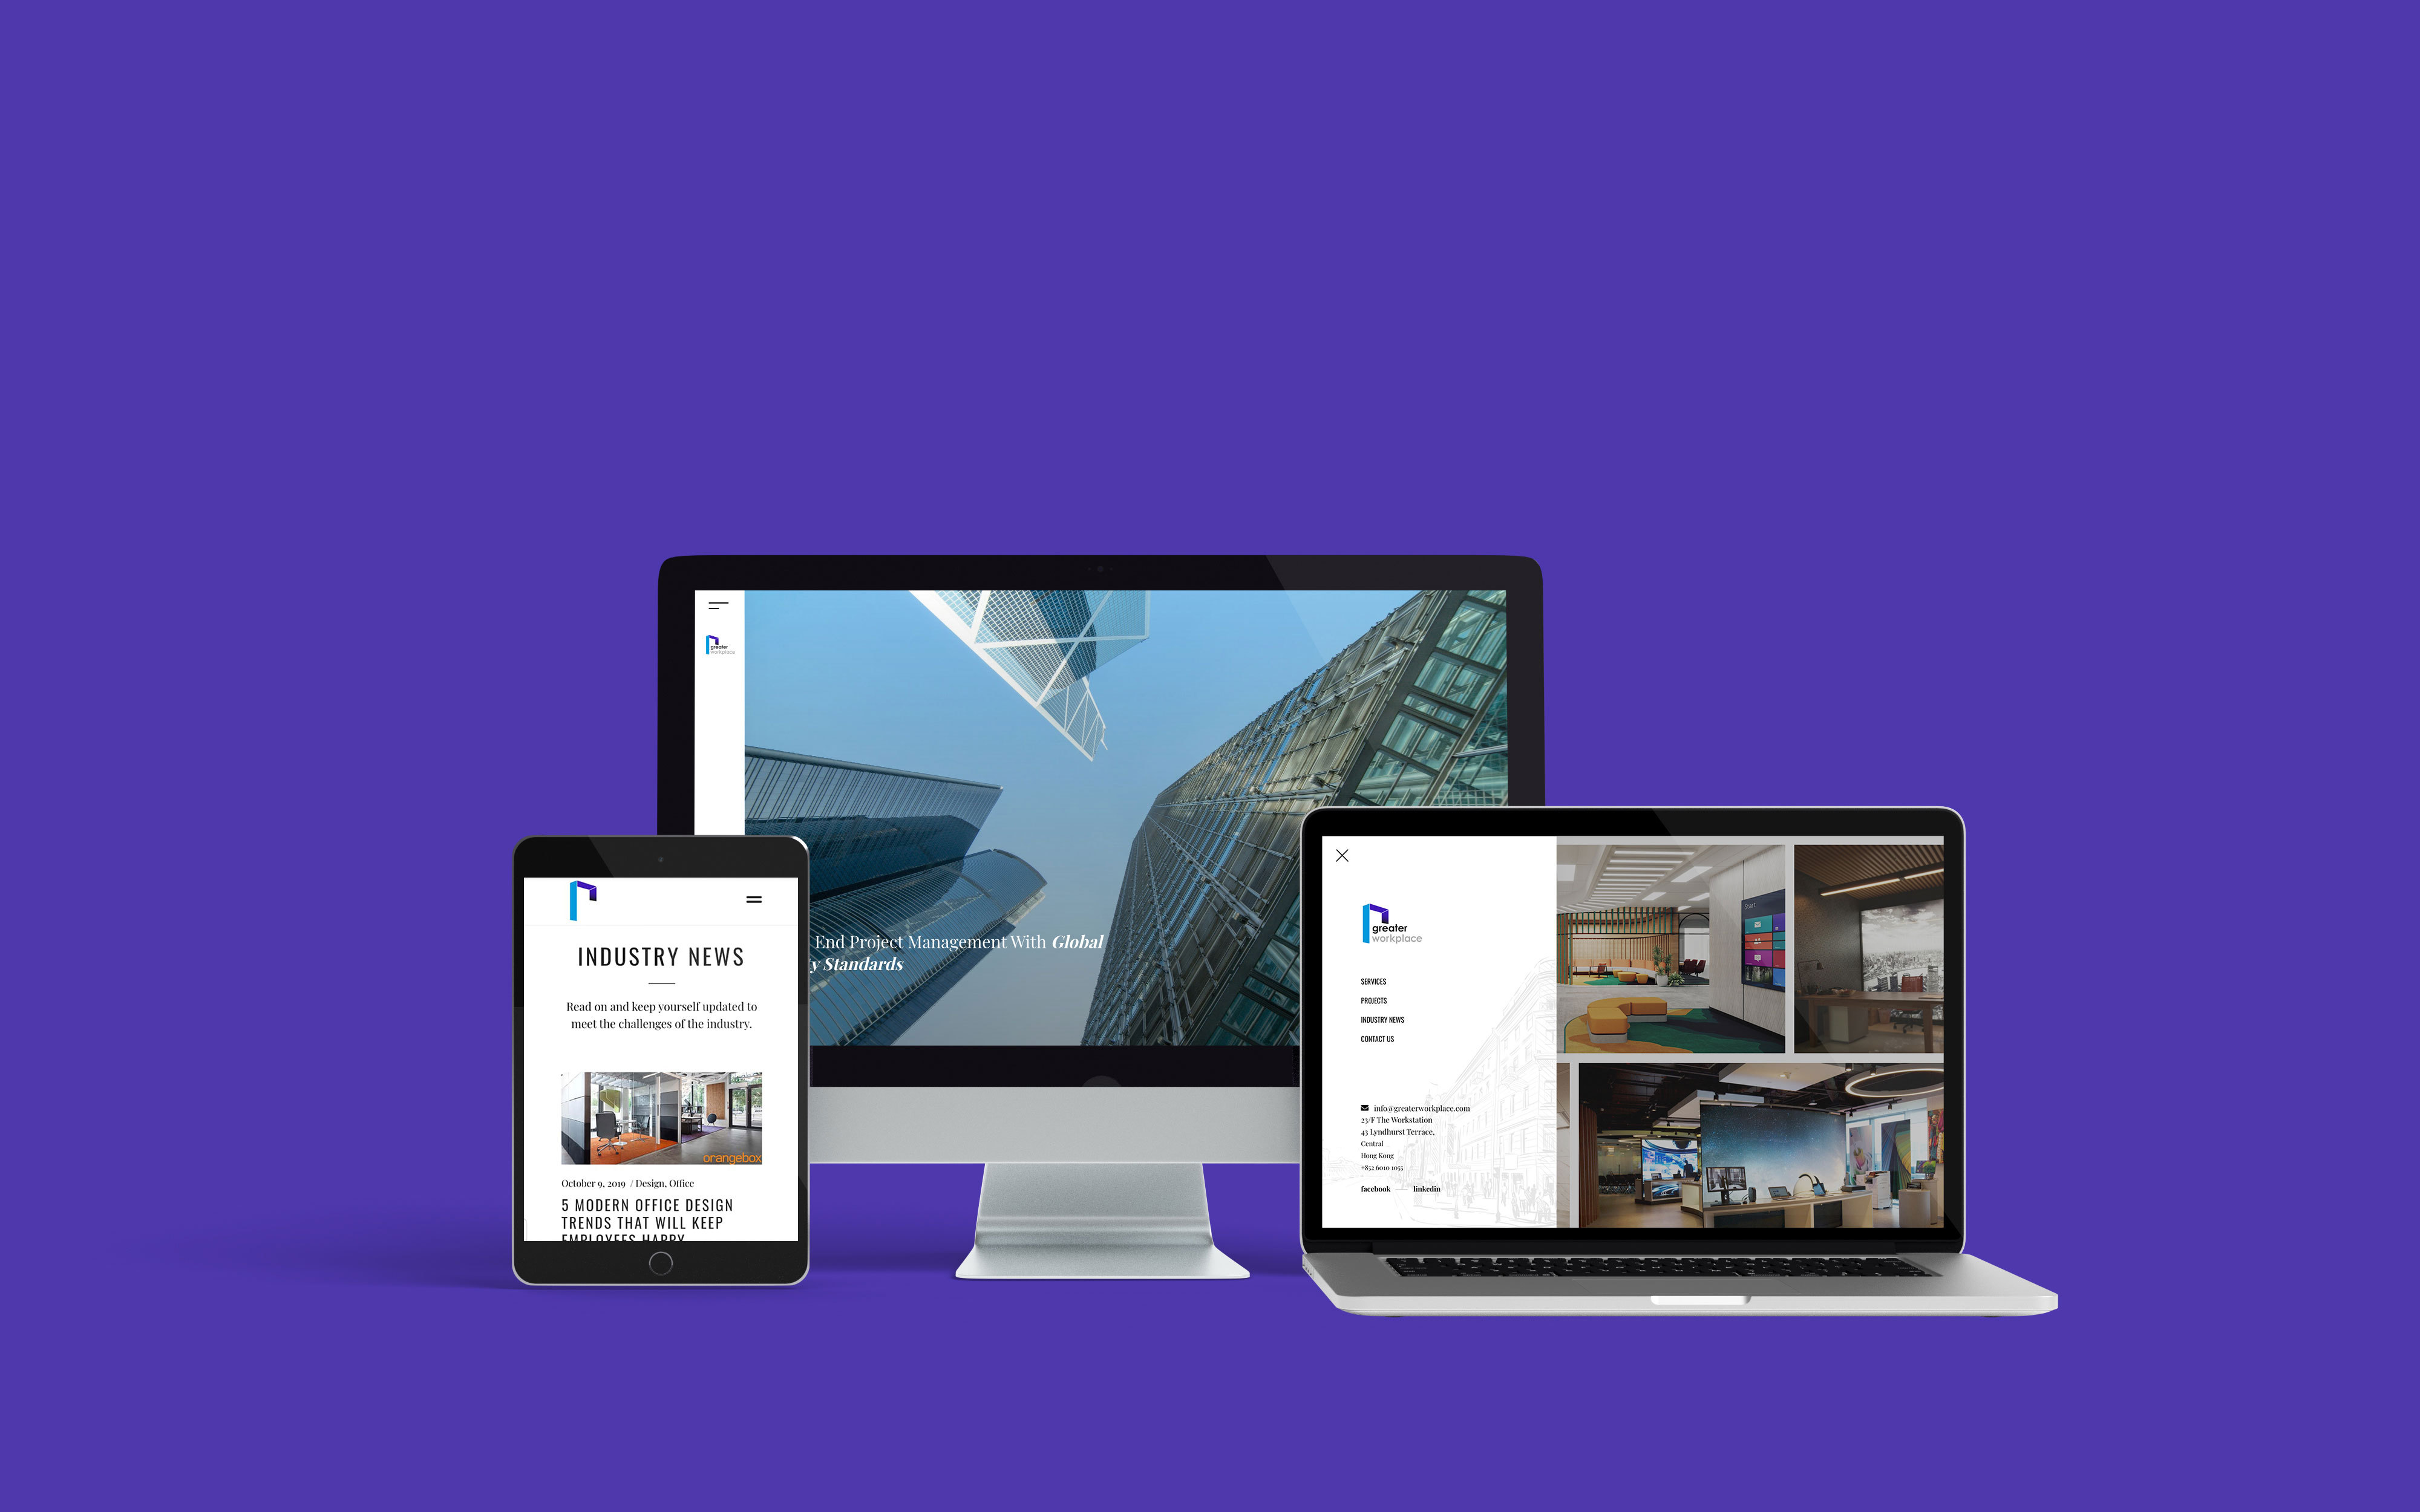 greater
workplace
End Project Management With Global
y Standards
INDUSTRY NEWS
Read on and keep yourself updated to
meet the challenges of the industry.
orangebox
October 9, 2019 / Design, Office
5 MODERN OFFICE DESIGN
TRENDS THAT WILL KEEP
EMPLOYEES HAPPY
greater
workplace
SERVICES
PROJECTS
INDUSTRY NEWS
CONTACT US
info@greaterworkplace.com
23/F The Workstation
43 Lyndhurst Terrace,
Central
Hong Kong
+852 6010 1055
facebook
linkedin
Start